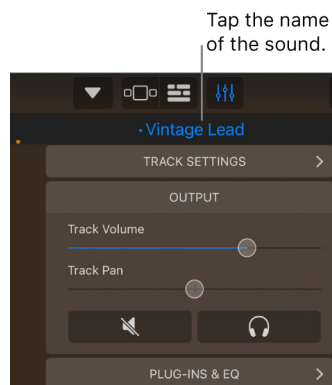 Tap the name
of the sound.
• Vintage Lead
TRACK SETTINGS
OUTPUT
Track Volume
Track Pan
PLUG-INS & EQ